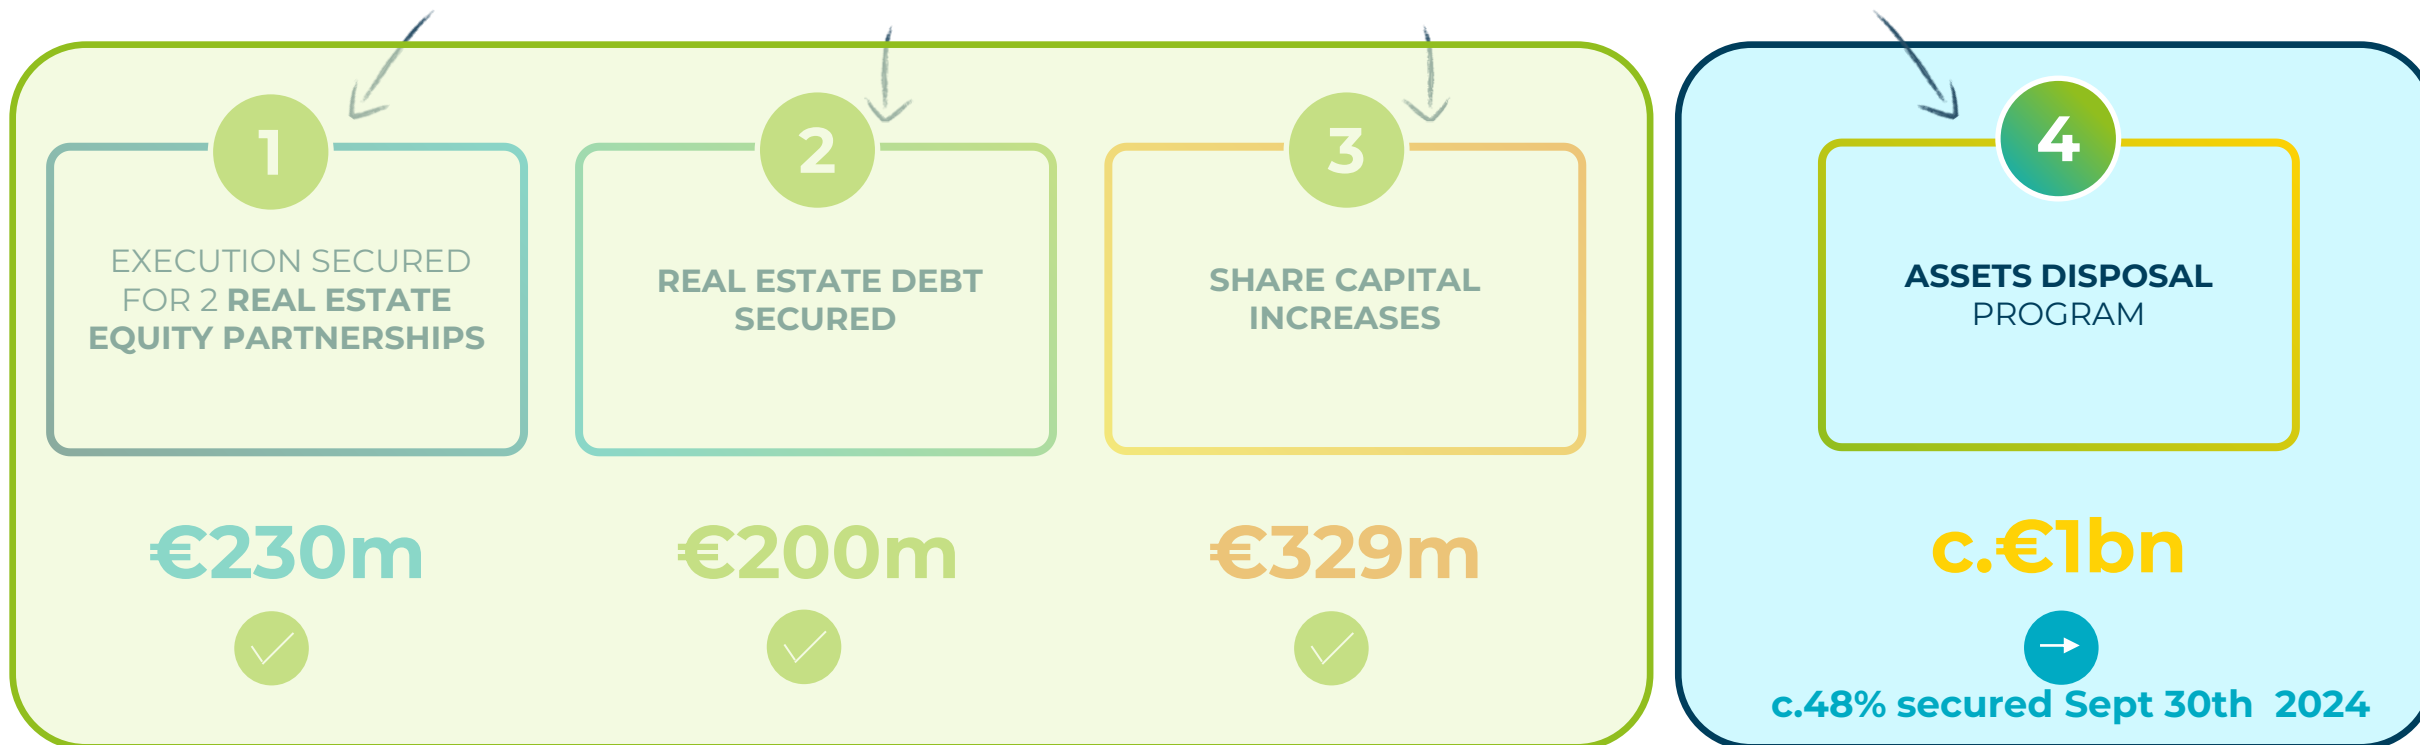 1
EXECUTION SECURED
FOR 2 REAL ESTATE
EQUITY PARTNERSHIPS
€230m
2
REAL ESTATE DEBT
SECURED
€200m
3
SHARE CAPITAL
INCREASES
€329m
4
ASSETS DISPOSAL
PROGRAM
c.€1bn
c.48% secured Sept 30th 2024